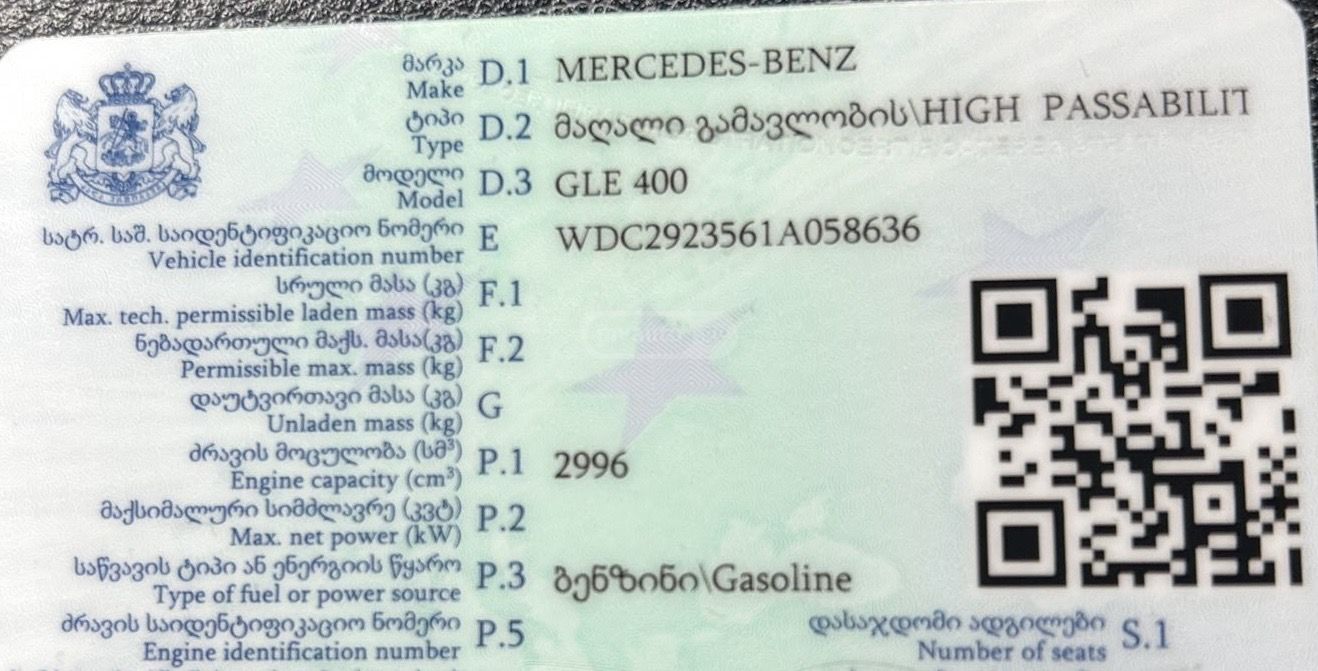 მარკა
Make D.1 MERCEDES-BENZ
ტიპი
Type D.2 მაღალი გამავლობის\HIGH PASSABILIT
მოდელი
Model D.3 GLE 400
სატრ. საშ. საიდენტიფიკაციო ნომერი
Vehicle identification number E WDC2923561A058636
სრული მასა (კგ)
Max. tech. permissible laden mass (kg) F.1
ნებადართული მაქს. მასა(კგ)
Permissible max. mass (kg) F.2
დაუტვირთავი მასა (კგ)
Unladen mass (kg) G
ძრავის მოცულობა (სმ³)
Engine capacity (cm³) P.1 2996
მაქსიმალური სიმძლავრე (კვტ)
Max. net power (kW) P.2
საწვავის ტიპი ან ენერგიის წყარო
Type of fuel or power source P.3 ბენზინი\Gasoline
ძრავის საიდენტიფიკაციო ნომერი
Engine identification number P.5
დასაჯდომი ადგილები
Number of seats S.1